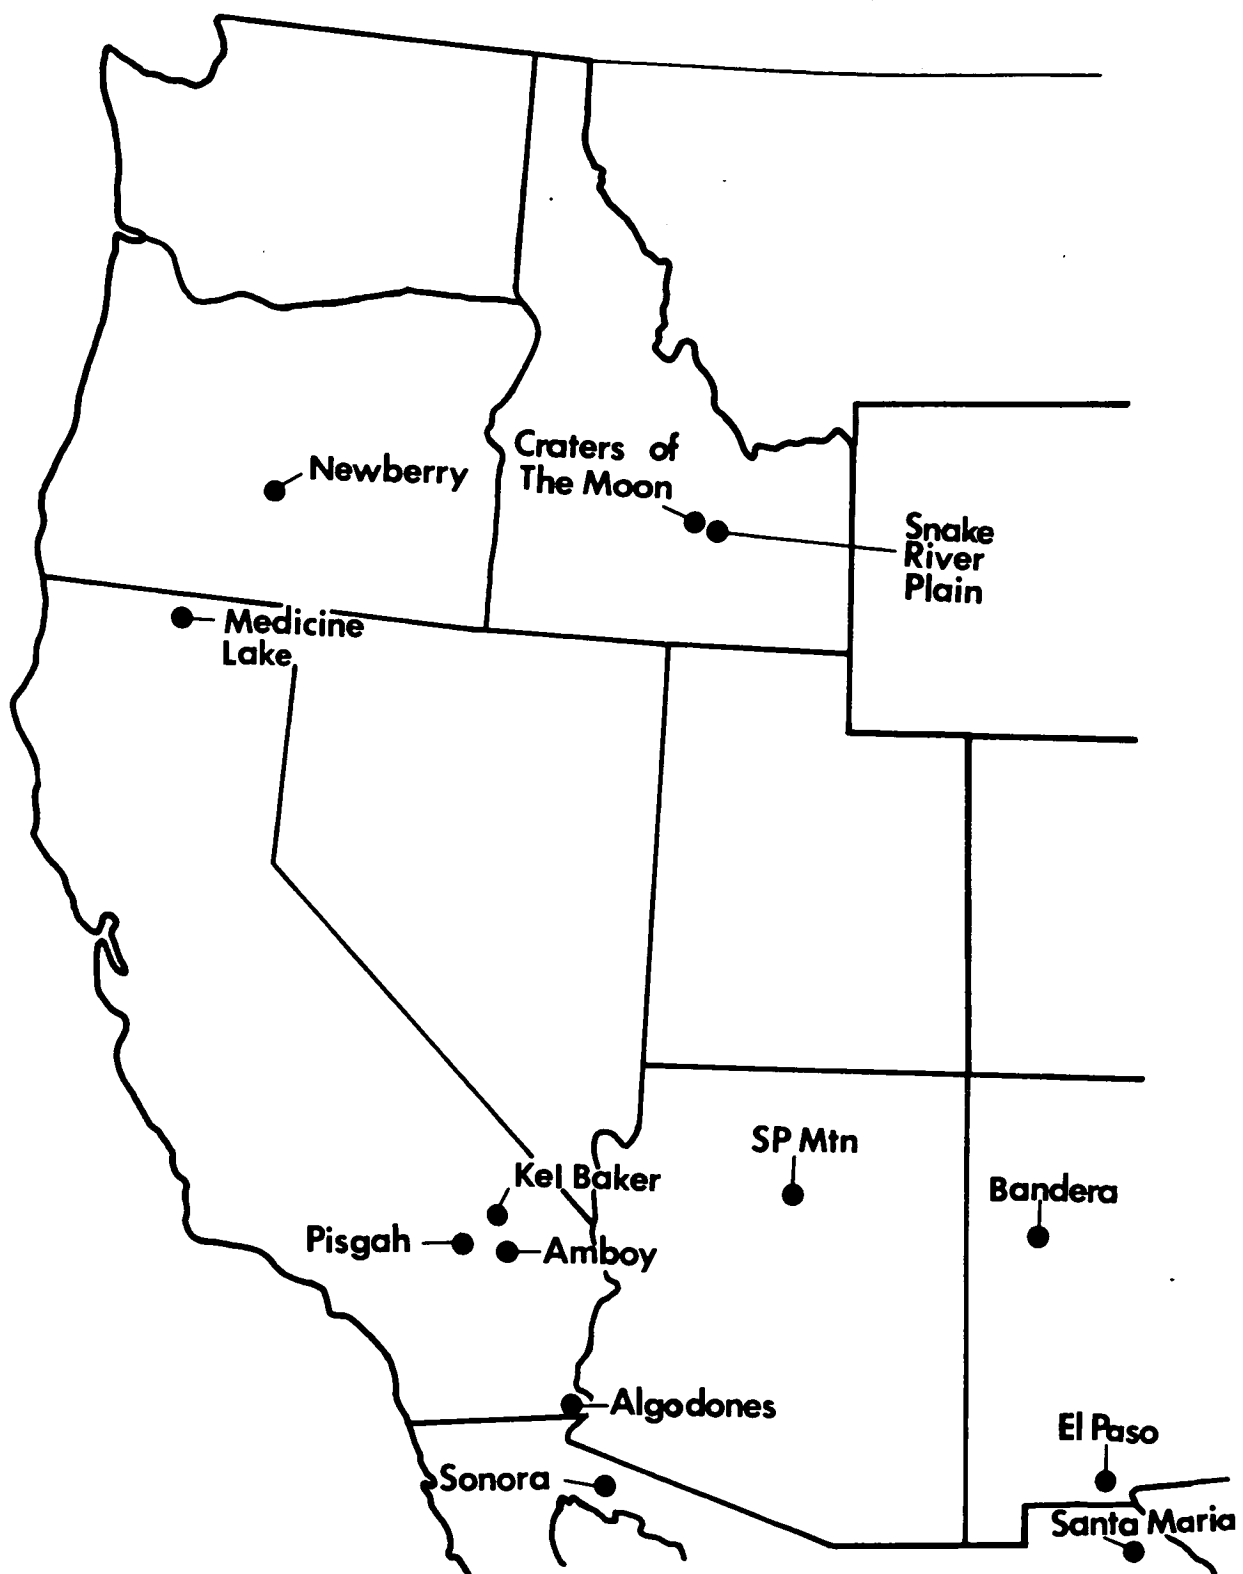 Craters of
The Moon
Newberry
Snake
River
Plain
Medicine
Lake
SP Mtn
Kel Baker
Bandera
Pisgah
Amboy
Algodones
El Paso
Sonora
Santa Maria